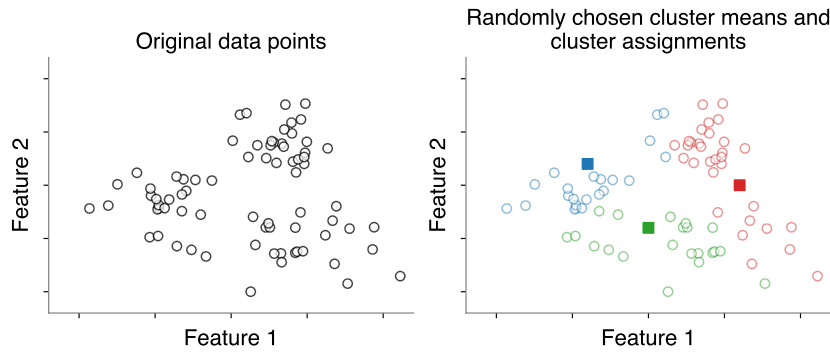 Original data points
Randomly chosen cluster means and
cluster assignments
Feature 2
Feature 1
Feature 2
Feature 1